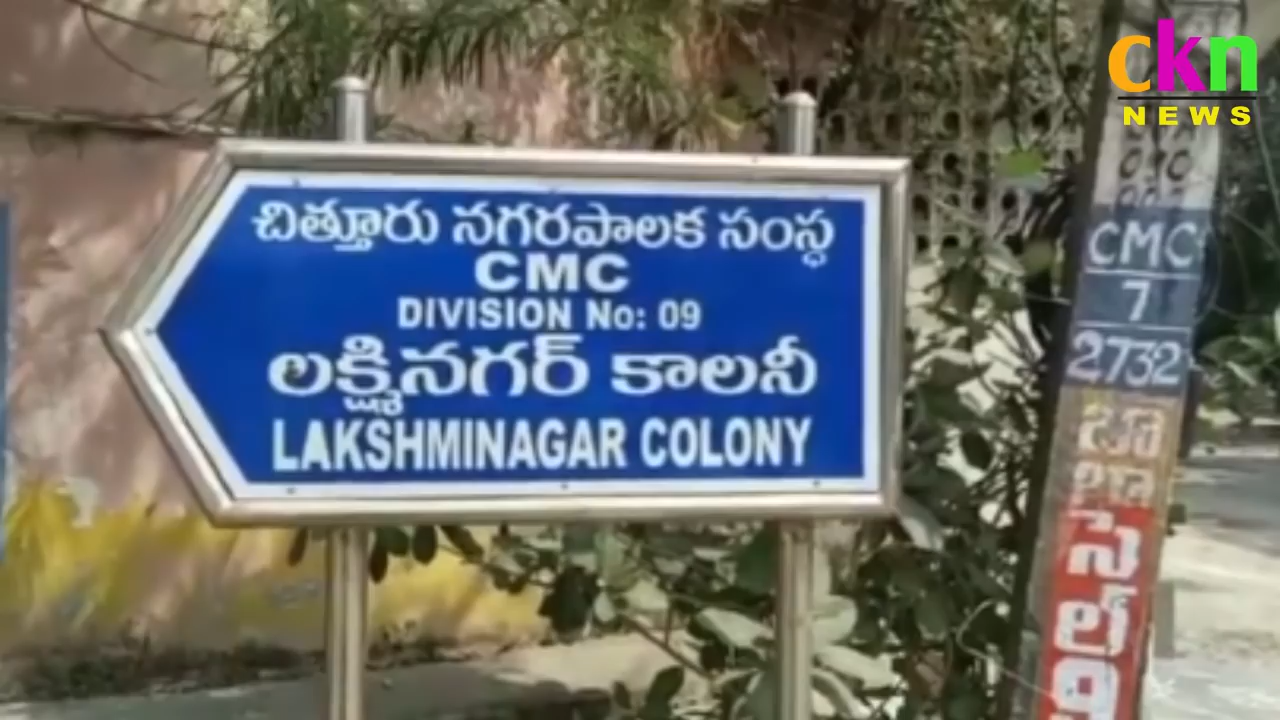 ckn
NEWS
చిత్తూరు నగరపాలక సంస్థ
CMC
DIVISION No: 09
లక్ష్మినగర్ కాలనీ
LAKSHMINAGAR COLONY
CMC
7
2732